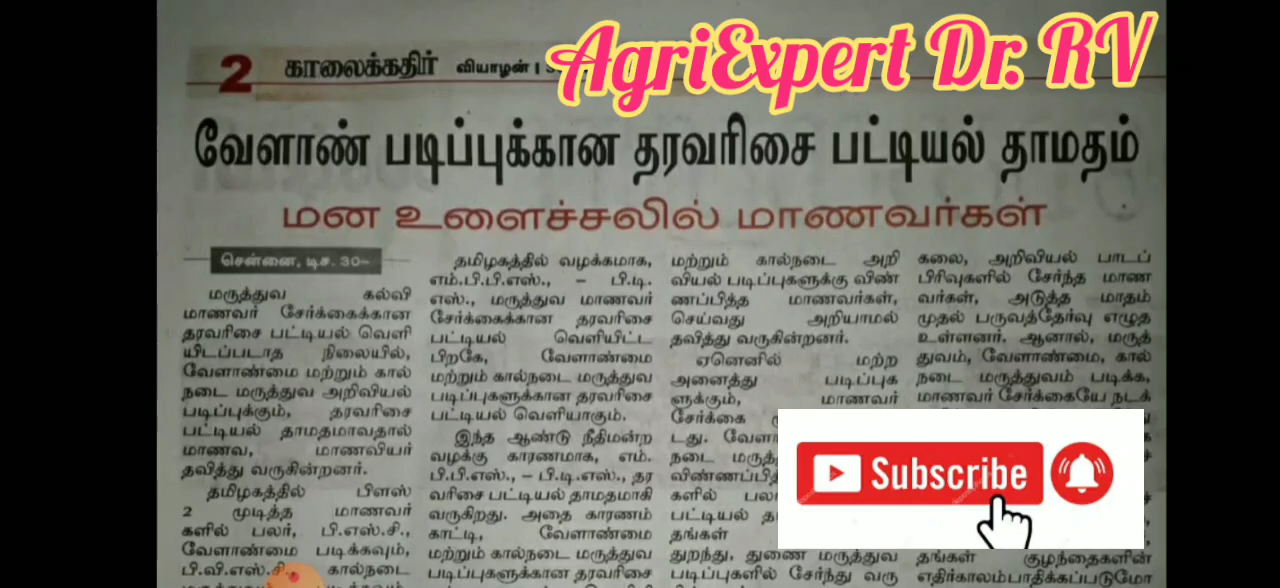 AgriExpert Dr. RV
2 காலைக்கதிர் வியாழன் | 30
வேளாண் படிப்புக்கான தரவரிசை பட்டியல் தாமதம்
மன உளைச்சலில் மாணவர்கள்
சென்னை, டிச. 30–
மருத்துவ கல்வி
மாணவர் சேர்க்கைக்கான
தரவரிசை பட்டியல் வெளி
யிடப்படாத நிலையில்,
வேளாண்மை மற்றும் கால்
நடை மருத்துவ அறிவியல்
படிப்புக்கும், தரவரிசை
பட்டியல் தாமதமாவதால்
மாணவ, மாணவியர்
தவித்து வருகின்றனர்.
தமிழகத்தில் பிளஸ்
2 முடித்த மாணவர்
களில் பலர், பி.எஸ்.சி.,
வேளாண்மை படிக்கவும்,
பி.வி.எஸ்.சி., கால்நடை
தமிழகத்தில் வழக்கமாக,
எம்.பி.பி.எஸ்., – பி.டி.
எஸ்., மருத்துவ மாணவர்
சேர்க்கைக்கான தரவரிசை
பட்டியல் வெளியிட்ட
பிறகே, வேளாண்மை
மற்றும் கால்நடை மருத்துவ
படிப்புகளுக்கான தரவரிசை
பட்டியல் வெளியாகும்.
இந்த ஆண்டு நீதிமன்ற
வழக்கு காரணமாக, எம்.
பி.பி.எஸ்., – பி.டி.எஸ்., தர
வரிசை பட்டியல் தாமதமாகி
வருகிறது. அதை காரணம்
காட்டி, வேளாண்மை
மற்றும் கால்நடை மருத்துவ
படிப்புகளுக்கான தரவரிசை
மற்றும் கால்நடை அறி
வியல் படிப்புகளுக்கு விண்
ணப்பித்த மாணவர்கள்,
செய்வது அறியாமல்
தவித்து வருகின்றனர்.
ஏனெனில் மற்ற
அனைத்து படிப்புக
ளுக்கும், மாணவர்
சேர்க்கை
டது.
நடை
களில்
பட்டியல்
தங்கள்
துறந்து, துணை மருத்துவ
படிப்பில் சேர்ந்து வரு
கலை, அறிவியல் பாடப்
பிரிவுகளில் சேர்ந்த மாண
வர்கள், அடுத்த மாதம்
முதல் பருவத்தேர்வு எழுத
உள்ளனர். ஆனால், மருத்
துவம், வேளாண்மை, கால்
நடை மருத்துவம் படிக்க,
மாணவர் சேர்க்கையே நடக்
Subscribe
தங்கள் குழந்தைகளின்
எதிர்காலம்பாதிக்கப்படுமோ